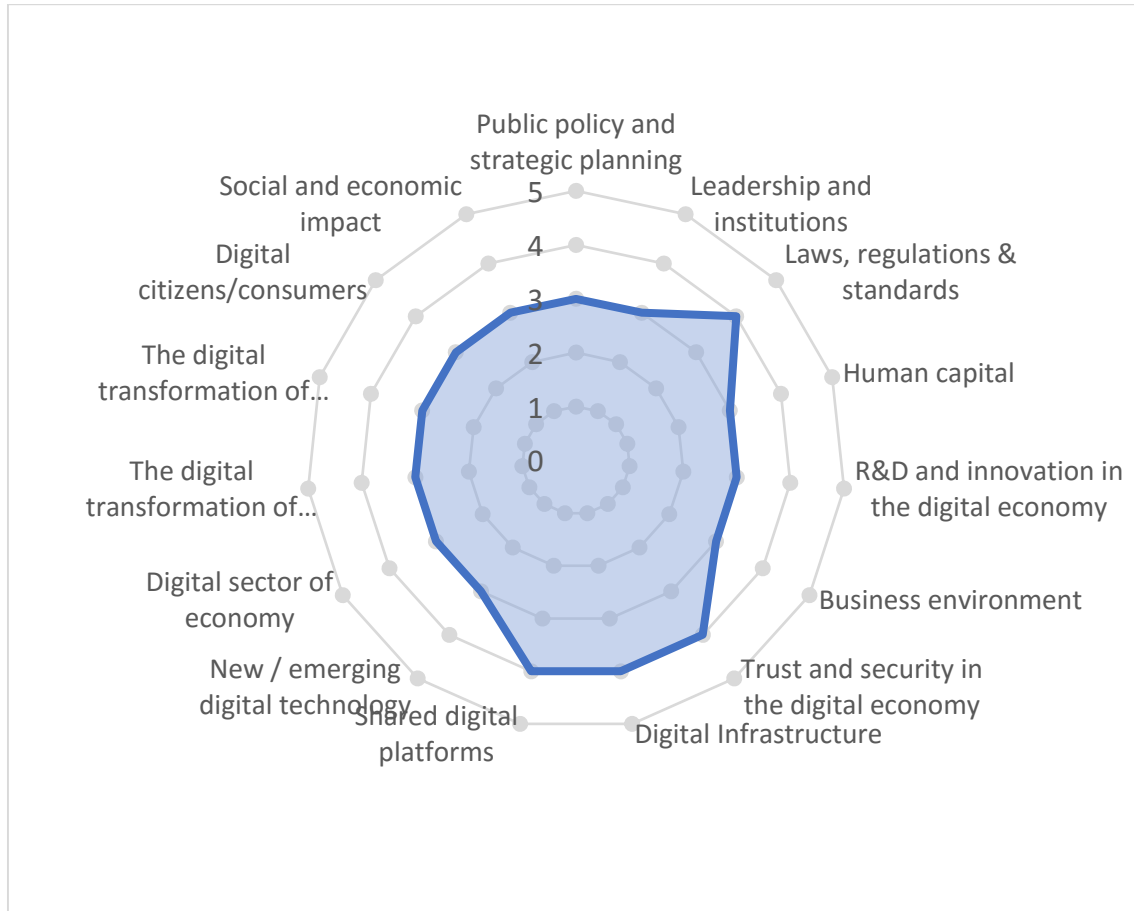 Public policy and
strategic planning
Leadership and
institutions
Laws, regulations &
standards
Human capital
R&D and innovation in
the digital economy
Business environment
Trust and security in
the digital economy
Digital Infrastructure
Shared digital
platforms
New / emerging
digital technology
Digital sector of
economy
The digital
transformation of...
The digital
transformation of...
Digital
citizens/consumers
Social and economic
impact
5
4
3
2
1
0